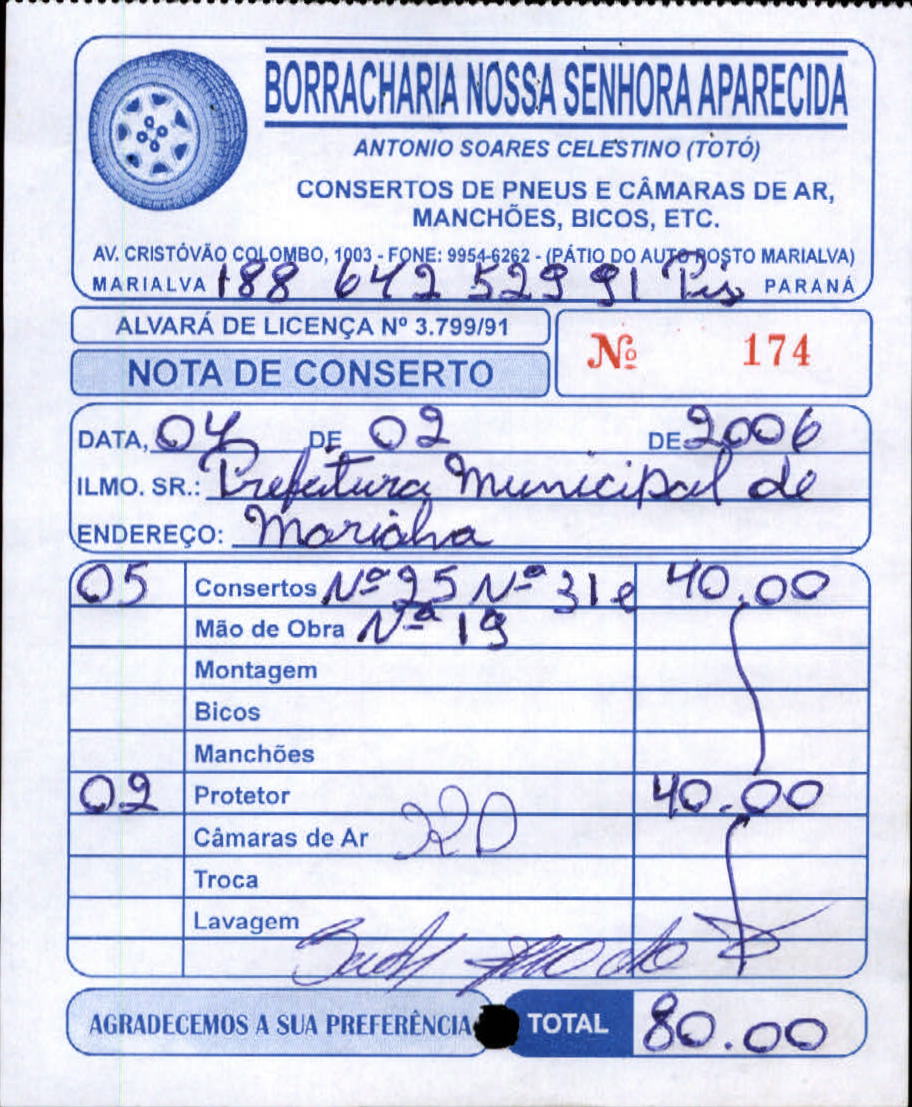 BORRACHARIA NOSSA SENHORA APARECIDA
ANTONIO SOARES CELESTINO (TOTÓ)
CONSERTOS DE PNEUS E CÂMARAS DE AR,
MANCHÕES, BICOS, ETC.
AV. CRISTÓVÃO COLOMBO, 1003 - FONE: 9954-6262 - (PÁTIO DO AUTO POSTO MARIALVA)
MARIALVA 188 642 529 91 Pis PARANÁ
ALVARÁ DE LICENÇA Nº 3.799/91
Nº 174
NOTA DE CONSERTO
DATA, 04 DE 02 DE 2006
ILMO. SR.: Prefeitura Municipal de
ENDEREÇO: Marialva
05 Consertos Nº 25 Nº 31 e 40,00
Mão de Obra Nº 19
Montagem
Bicos
Manchões
02 Protetor 40.00
Câmaras de Ar
Troca
Lavagem
AGRADECEMOS A SUA PREFERÊNCIA TOTAL 80.00